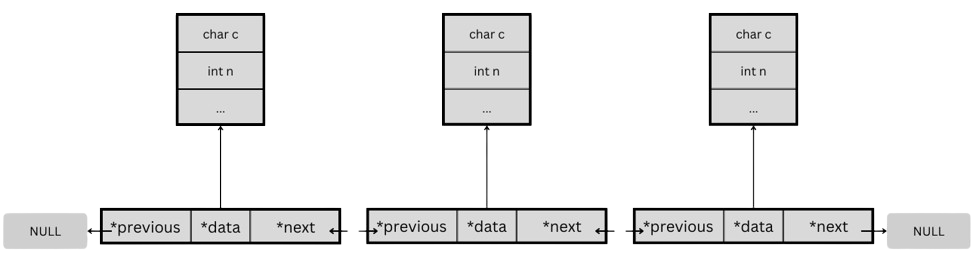 char c
int n
...
char c
int n
...
char c
int n
...
NULL
*previous *data *next
*previous *data *next
*previous *data *next
NULL